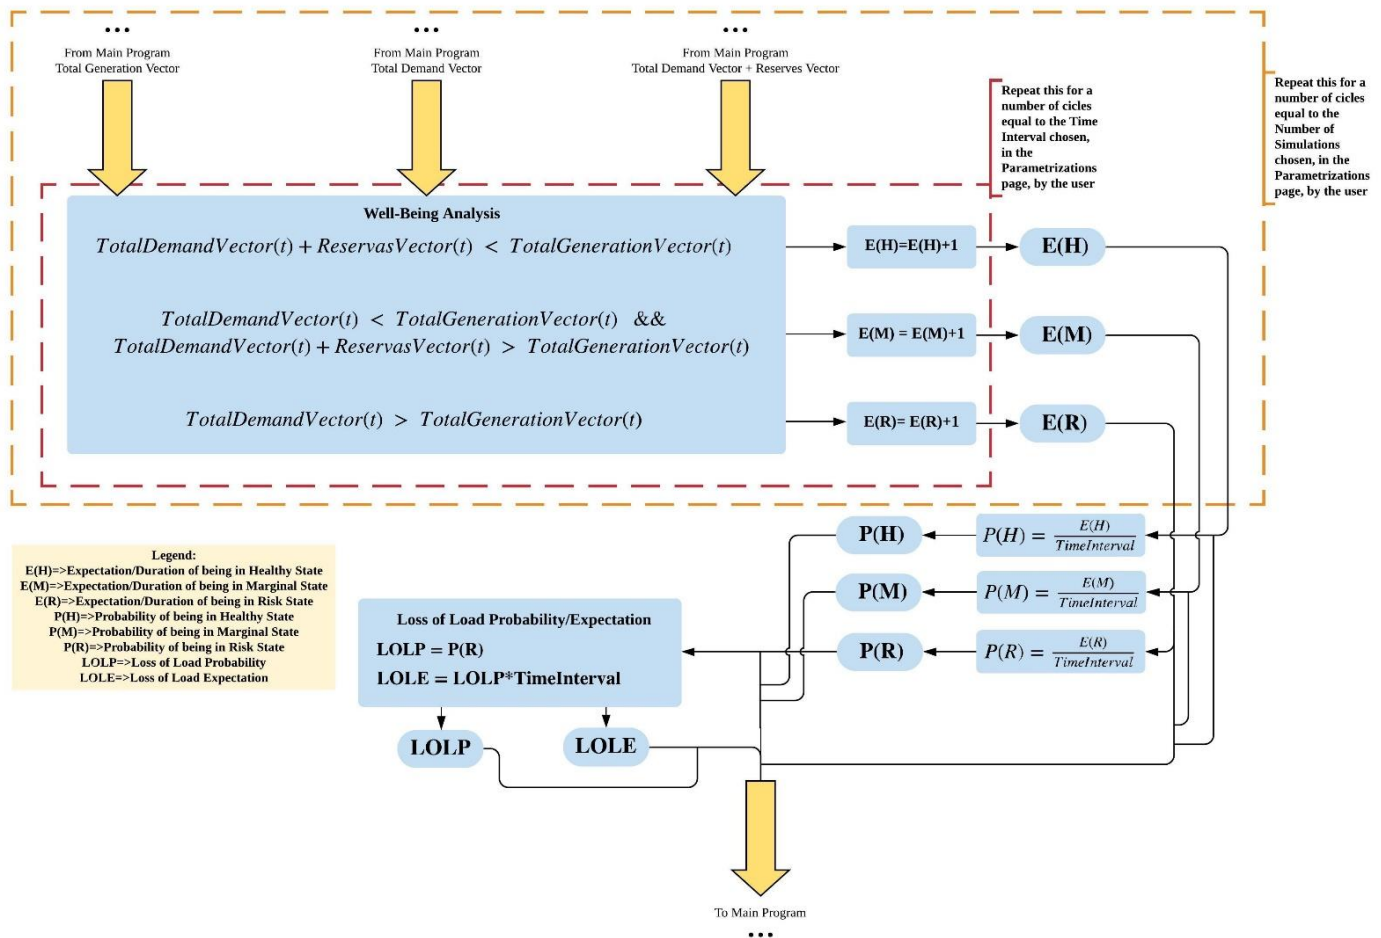 ...
From Main Program
Total Generation Vector
...
From Main Program
Total Demand Vector
...
From Main Program
Total Demand Vector + Reserves Vector
Repeat this for a
number of cicles
equal to the Time
Interval chosen,
in the
Parametrizations
page, by the user
Repeat this for a
number of cicles
equal to the
Number of
Simulations
chosen, in the
Parametrizations
page, by the user
Well-Being Analysis
TotalDemandVector(t) + ReservasVector(t) < TotalGenerationVector(t)
E(H)=E(H)+1
E(H)
TotalDemandVector(t) < TotalGenerationVector(t) &&
TotalDemandVector(t) + ReservasVector(t) > TotalGenerationVector(t)
E(M) = E(M)+1
E(M)
TotalDemandVector(t) > TotalGenerationVector(t)
E(R)= E(R)+1
E(R)
P(H)
P(H) = E(H) / TimeInterval
P(M)
P(M) = E(M) / TimeInterval
P(R)
P(R) = E(R) / TimeInterval
Legend:
E(H)=>Expectation/Duration of being in Healthy State
E(M)=>Expectation/Duration of being in Marginal State
E(R)=>Expectation/Duration of being in Risk State
P(H)=>Probability of being in Healthy State
P(M)=>Probability of being in Marginal State
P(R)=>Probability of being in Risk State
LOLP=>Loss of Load Probability
LOLE=>Loss of Load Expectation
Loss of Load Probability/Expectation
LOLP = P(R)
LOLE = LOLP*TimeInterval
LOLP
LOLE
To Main Program
...